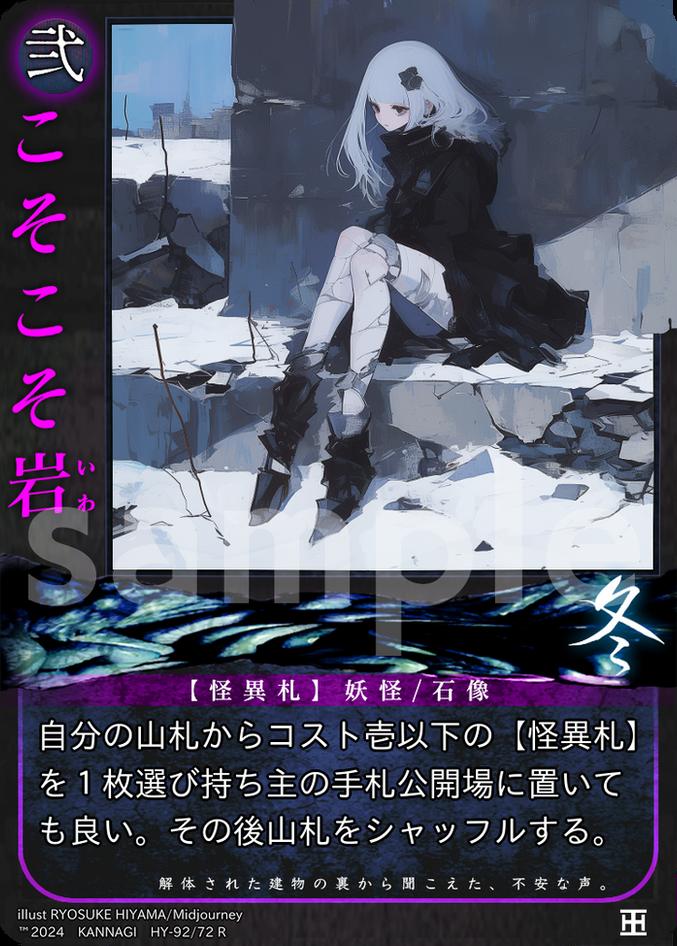 弐
こそこそ岩
いわ
sample
冬
【怪異札】妖怪/石像
自分の山札からコスト壱以下の【怪異札】
を1枚選び持ち主の手札公開場に置いて
も良い。その後山札をシャッフルする。
解体された建物の裏から聞こえた、不安な声。
illust RYOSUKE HIYAMA/Midjourney
™2024 KANNAGI HY-92/72 R